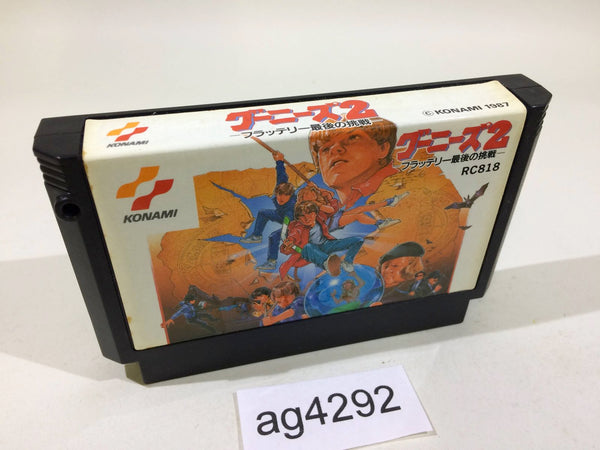 KONAMI
グーニーズ2
―フラッテリー最後の挑戦―
© KONAMI 1987
KONAMI
グーニーズ2
―フラッテリー最後の挑戦―
RC818
ag4292